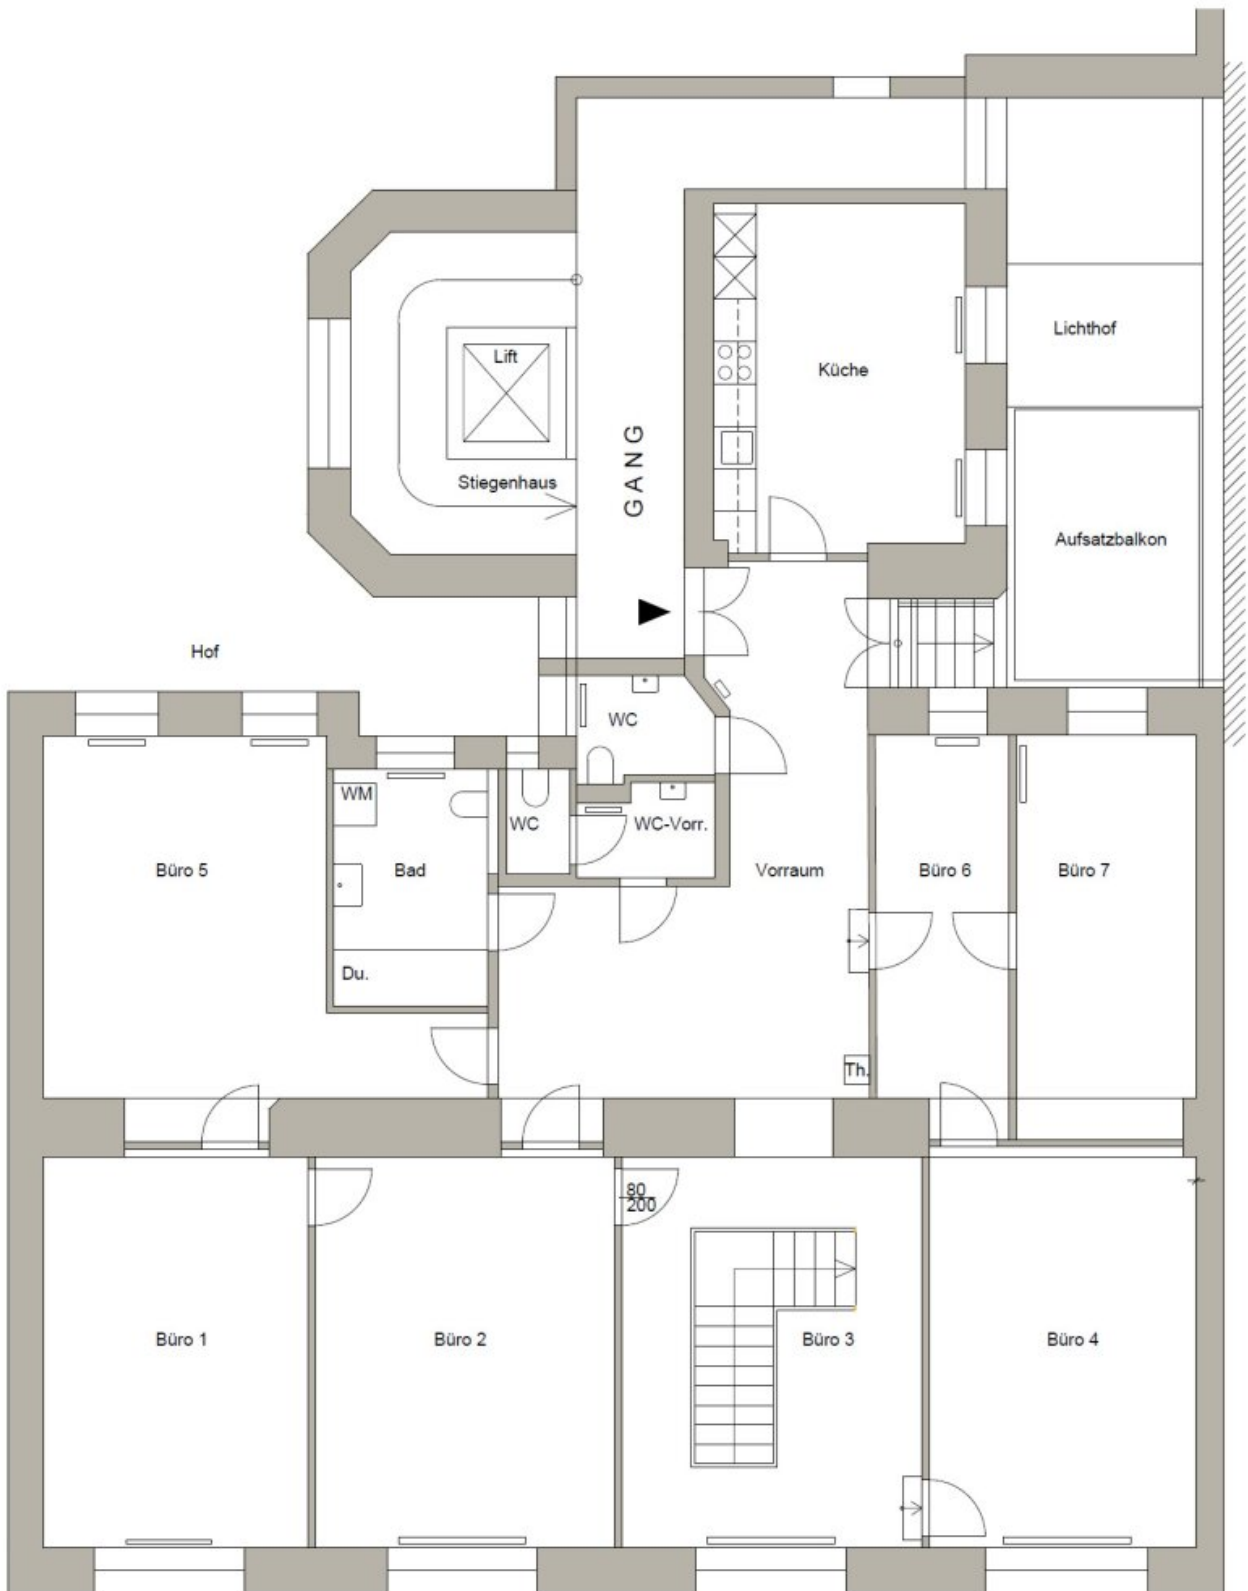 Lichthof
Lift
Küche
GANG
Stiegenhaus
Aufsatzbalkon
Hof
WC
WM
WC
WC-Vorr.
Büro 5
Bad
Vorraum
Büro 6
Büro 7
Du.
Th.
80
200
Büro 1
Büro 2
Büro 3
Büro 4